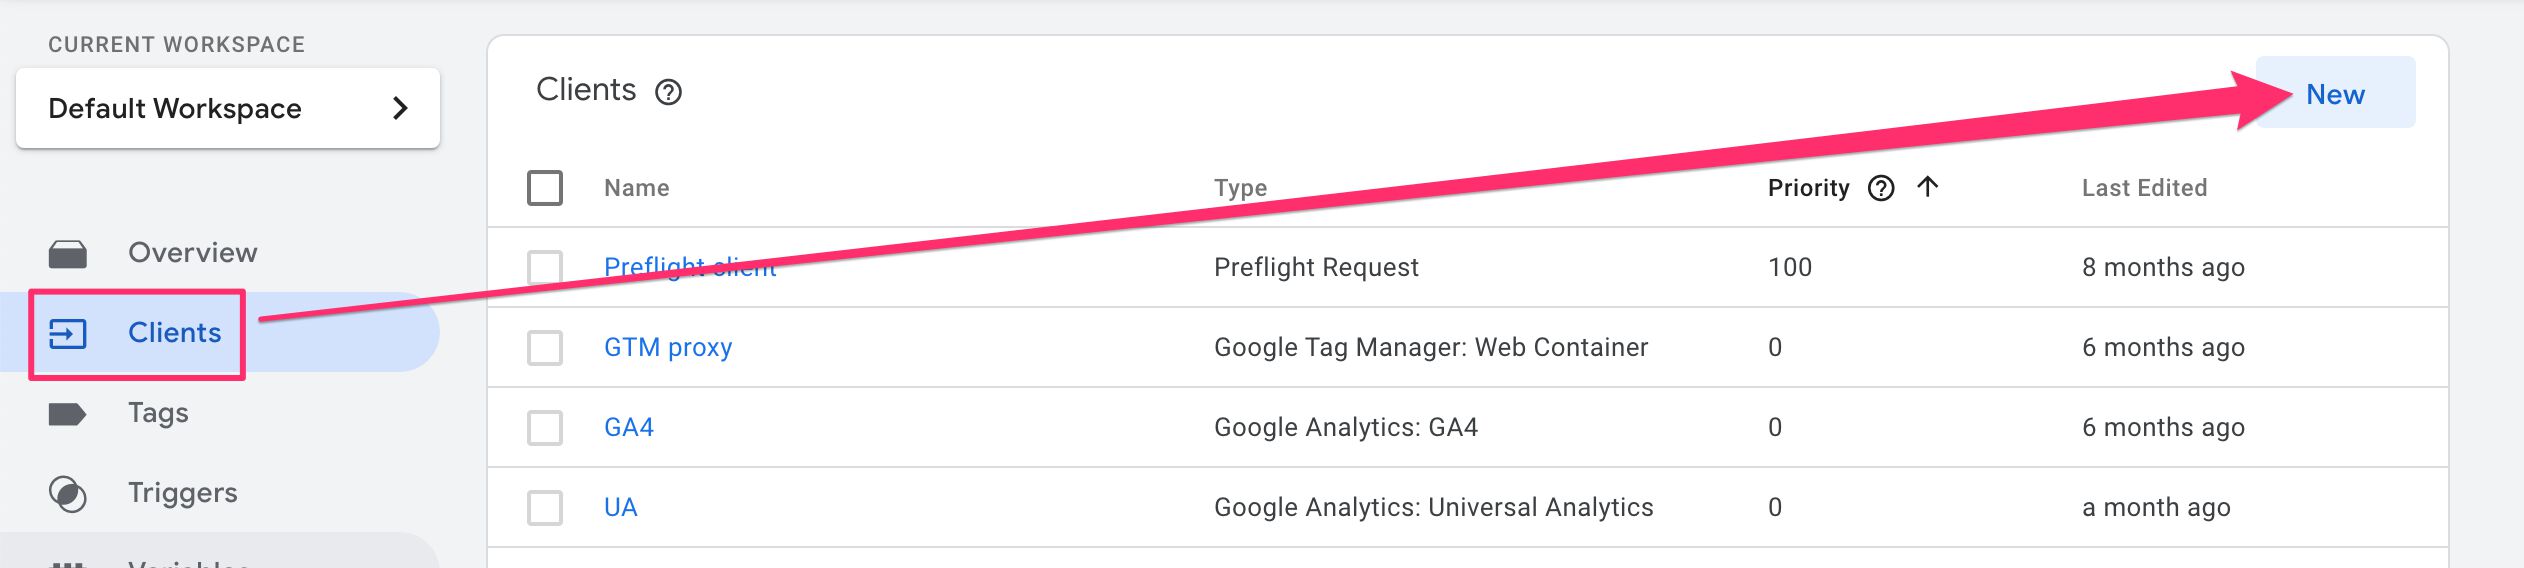 CURRENT WORKSPACE
Default Workspace
Overview
Clients
Tags
Triggers
Variables
Clients
New
Name Type Priority Last Edited
Preflight client Preflight Request 100 8 months ago
GTM proxy Google Tag Manager: Web Container 0 6 months ago
GA4 Google Analytics: GA4 0 6 months ago
UA Google Analytics: Universal Analytics 0 a month ago